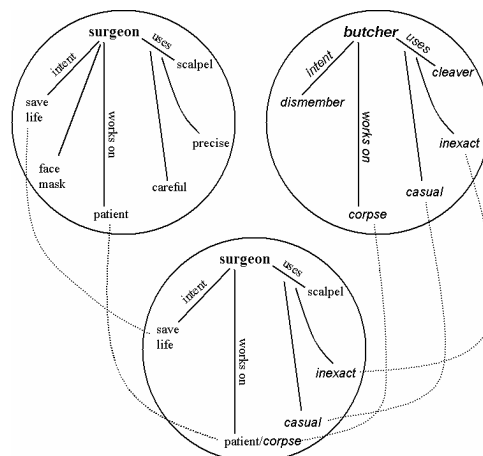 surgeon
intent
uses
scalpel
save
life
works on
precise
face
mask
careful
patient
butcher
intent
uses
cleaver
dismember
works on
inexact
casual
corpse
surgeon
intent
uses
scalpel
save
life
works on
inexact
casual
patient/corpse